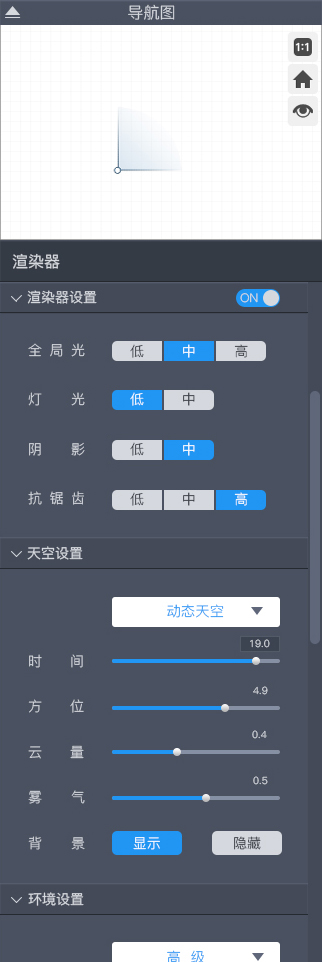 导航图
1:1
渲染器
渲染器设置 ON
全局光 低 中 高
灯光 低 中
阴影 低 中
抗锯齿 低 中 高
天空设置
动态天空
19.0
时间
4.9
方位
0.4
云量
0.5
雾气
背景 显示 隐藏
环境设置
高级